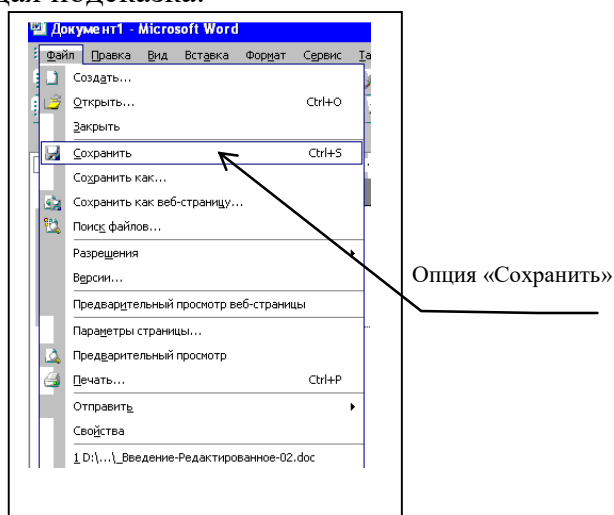 подсказка.
Документ1 - Microsoft Word
Файл Правка Вид Вставка Формат Сервис Та
Создать...
Открыть... Ctrl+O
Закрыть
Сохранить Ctrl+S
Сохранить как...
Сохранить как веб-страницу...
Поиск файлов...
Разрешения
Версии...
Опция «Сохранить»
Предварительный просмотр веб-страницы
Параметры страницы...
Предварительный просмотр
Печать... Ctrl+P
Отправить
Свойства
1 D:\...\_Введение-Редактированное-02.doc